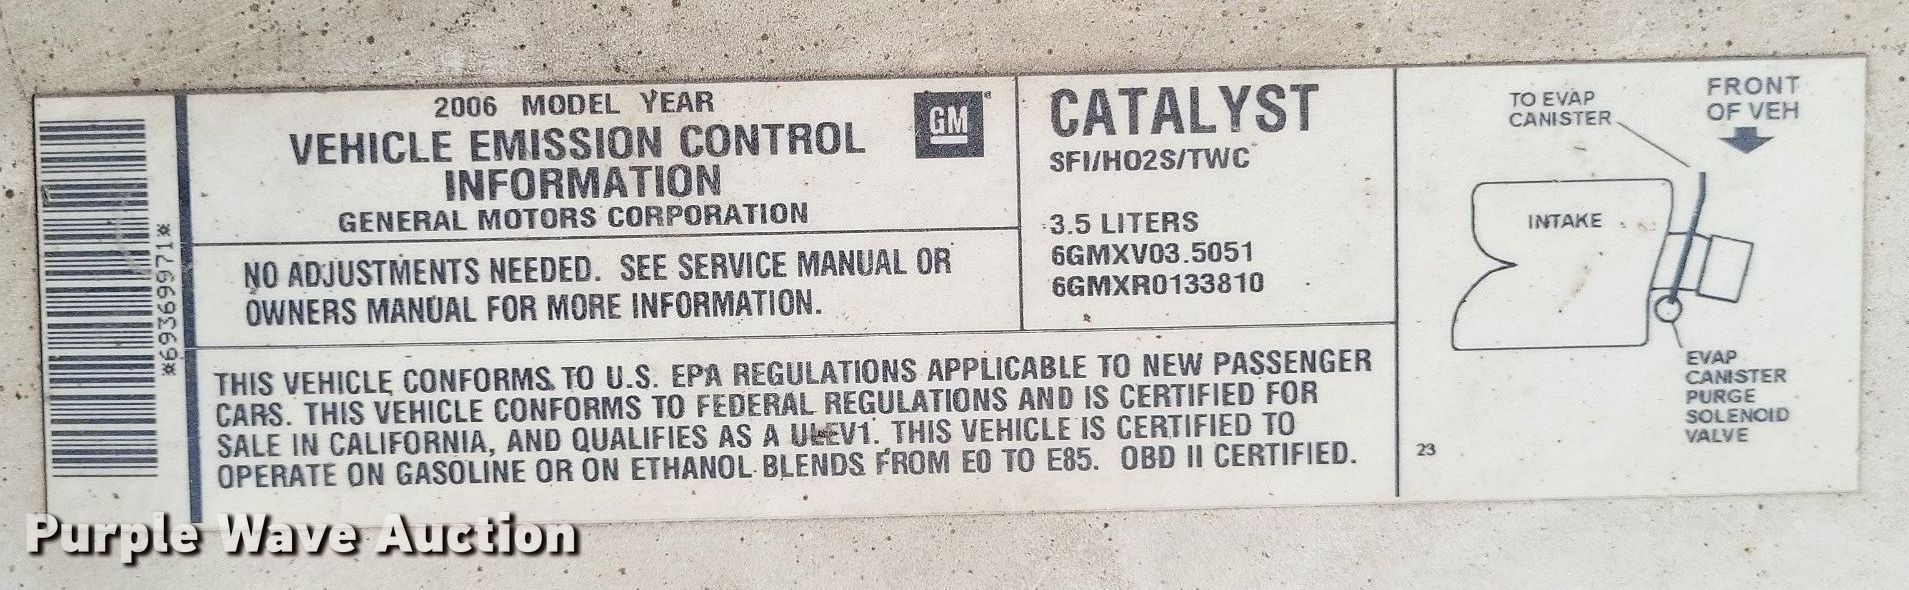 *69369971*
2006 MODEL YEAR
VEHICLE EMISSION CONTROL
INFORMATION
GENERAL MOTORS CORPORATION
GM
NO ADJUSTMENTS NEEDED. SEE SERVICE MANUAL OR
OWNERS MANUAL FOR MORE INFORMATION.
CATALYST
SFI/HO2S/TWC
3.5 LITERS
6GMXV03.5051
6GMXR0133810
THIS VEHICLE CONFORMS TO U.S. EPA REGULATIONS APPLICABLE TO NEW PASSENGER
CARS. THIS VEHICLE CONFORMS TO FEDERAL REGULATIONS AND IS CERTIFIED FOR
SALE IN CALIFORNIA, AND QUALIFIES AS A ULEV1. THIS VEHICLE IS CERTIFIED TO
OPERATE ON GASOLINE OR ON ETHANOL BLENDS FROM E0 TO E85. OBD II CERTIFIED.
TO EVAP
CANISTER
FRONT
OF VEH
INTAKE
EVAP
CANISTER
PURGE
SOLENOID
VALVE
23
Purple Wave Auction